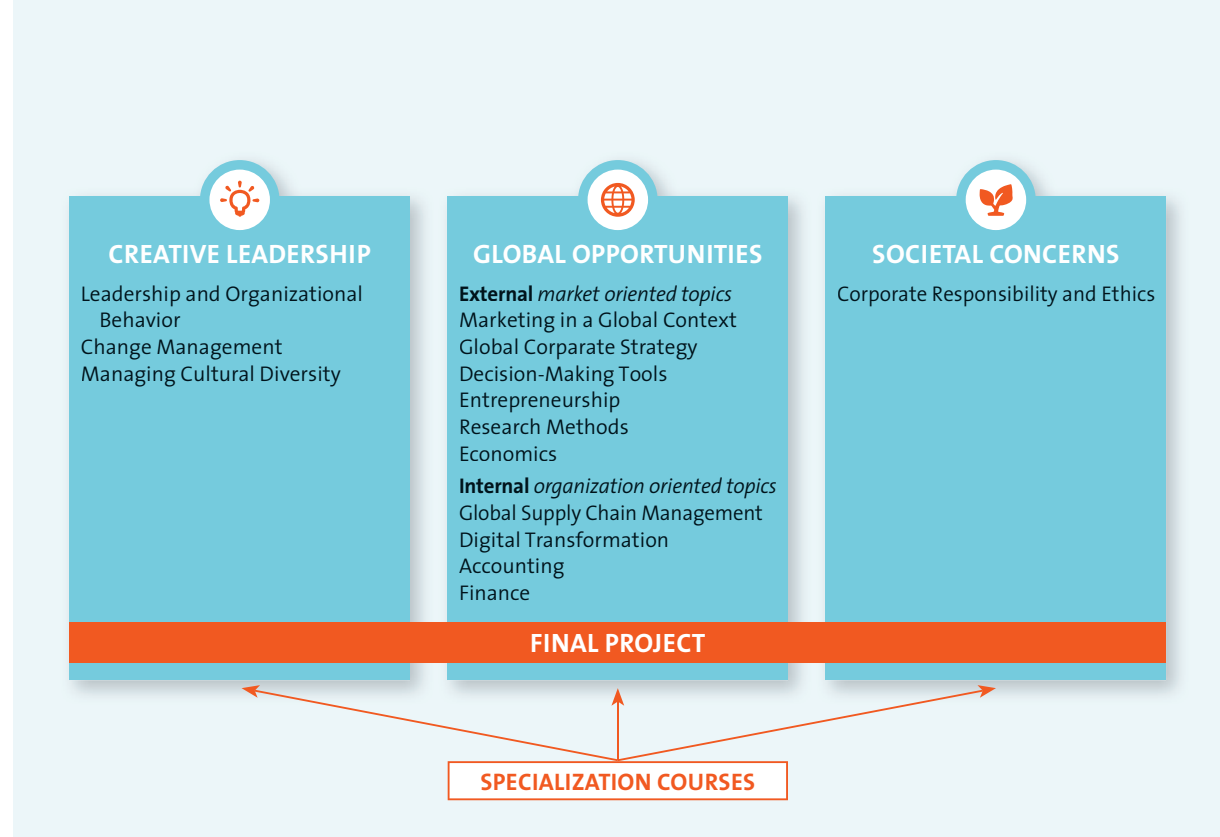 CREATIVE LEADERSHIP
Leadership and Organizational
Behavior
Change Management
Managing Cultural Diversity
GLOBAL OPPORTUNITIES
External market oriented topics
Marketing in a Global Context
Global Corparate Strategy
Decision-Making Tools
Entrepreneurship
Research Methods
Economics
Internal organization oriented topics
Global Supply Chain Management
Digital Transformation
Accounting
Finance
SOCIETAL CONCERNS
Corporate Responsibility and Ethics
FINAL PROJECT
SPECIALIZATION COURSES